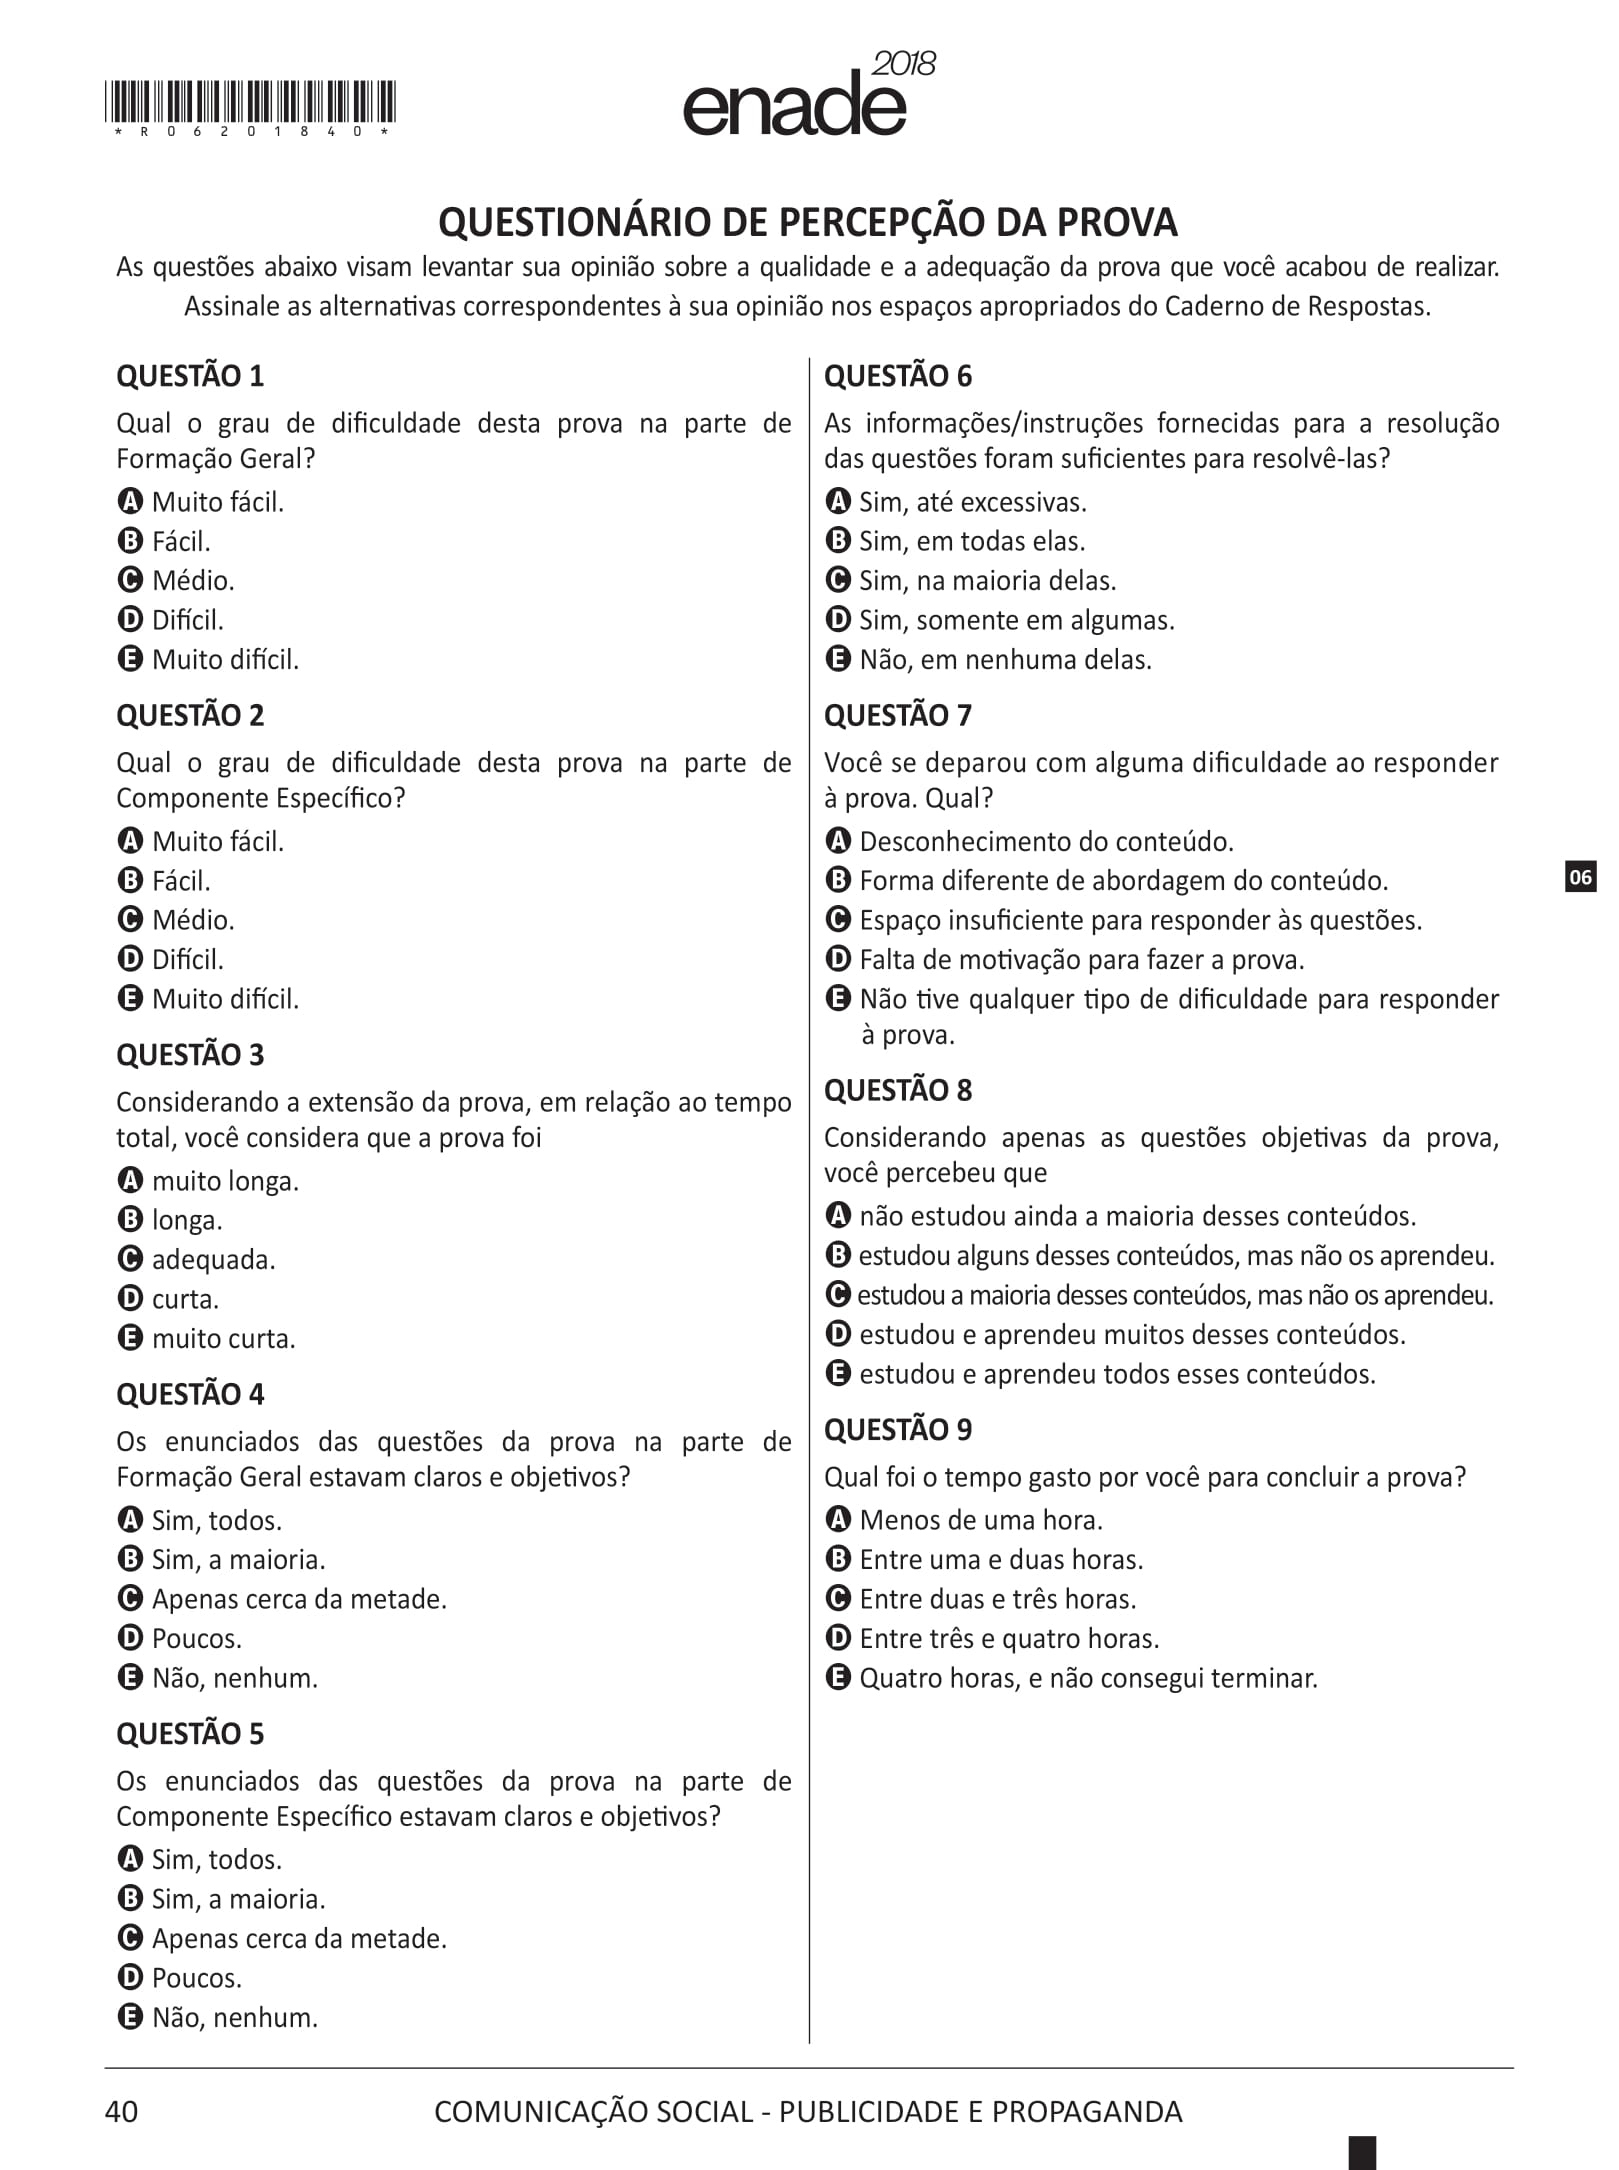 enade 2018
*R06201840*
QUESTIONÁRIO DE PERCEPÇÃO DA PROVA
As questões abaixo visam levantar sua opinião sobre a qualidade e a adequação da prova que você acabou de realizar.
Assinale as alternativas correspondentes à sua opinião nos espaços apropriados do Caderno de Respostas.
QUESTÃO 1
Qual o grau de dificuldade desta prova na parte de
Formação Geral?
A Muito fácil.
B Fácil.
C Médio.
D Difícil.
E Muito difícil.
QUESTÃO 2
Qual o grau de dificuldade desta prova na parte de
Componente Específico?
A Muito fácil.
B Fácil.
C Médio.
D Difícil.
E Muito difícil.
QUESTÃO 3
Considerando a extensão da prova, em relação ao tempo
total, você considera que a prova foi
A muito longa.
B longa.
C adequada.
D curta.
E muito curta.
QUESTÃO 4
Os enunciados das questões da prova na parte de
Formação Geral estavam claros e objetivos?
A Sim, todos.
B Sim, a maioria.
C Apenas cerca da metade.
D Poucos.
E Não, nenhum.
QUESTÃO 5
Os enunciados das questões da prova na parte de
Componente Específico estavam claros e objetivos?
A Sim, todos.
B Sim, a maioria.
C Apenas cerca da metade.
D Poucos.
E Não, nenhum.
QUESTÃO 6
As informações/instruções fornecidas para a resolução
das questões foram suficientes para resolvê-las?
A Sim, até excessivas.
B Sim, em todas elas.
C Sim, na maioria delas.
D Sim, somente em algumas.
E Não, em nenhuma delas.
QUESTÃO 7
Você se deparou com alguma dificuldade ao responder
à prova. Qual?
A Desconhecimento do conteúdo.
B Forma diferente de abordagem do conteúdo.
C Espaço insuficiente para responder às questões.
D Falta de motivação para fazer a prova.
E Não tive qualquer tipo de dificuldade para responder
à prova.
QUESTÃO 8
Considerando apenas as questões objetivas da prova,
você percebeu que
A não estudou ainda a maioria desses conteúdos.
B estudou alguns desses conteúdos, mas não os aprendeu.
C estudou a maioria desses conteúdos, mas não os aprendeu.
D estudou e aprendeu muitos desses conteúdos.
E estudou e aprendeu todos esses conteúdos.
QUESTÃO 9
Qual foi o tempo gasto por você para concluir a prova?
A Menos de uma hora.
B Entre uma e duas horas.
C Entre duas e três horas.
D Entre três e quatro horas.
E Quatro horas, e não consegui terminar.
06
40
COMUNICAÇÃO SOCIAL - PUBLICIDADE E PROPAGANDA